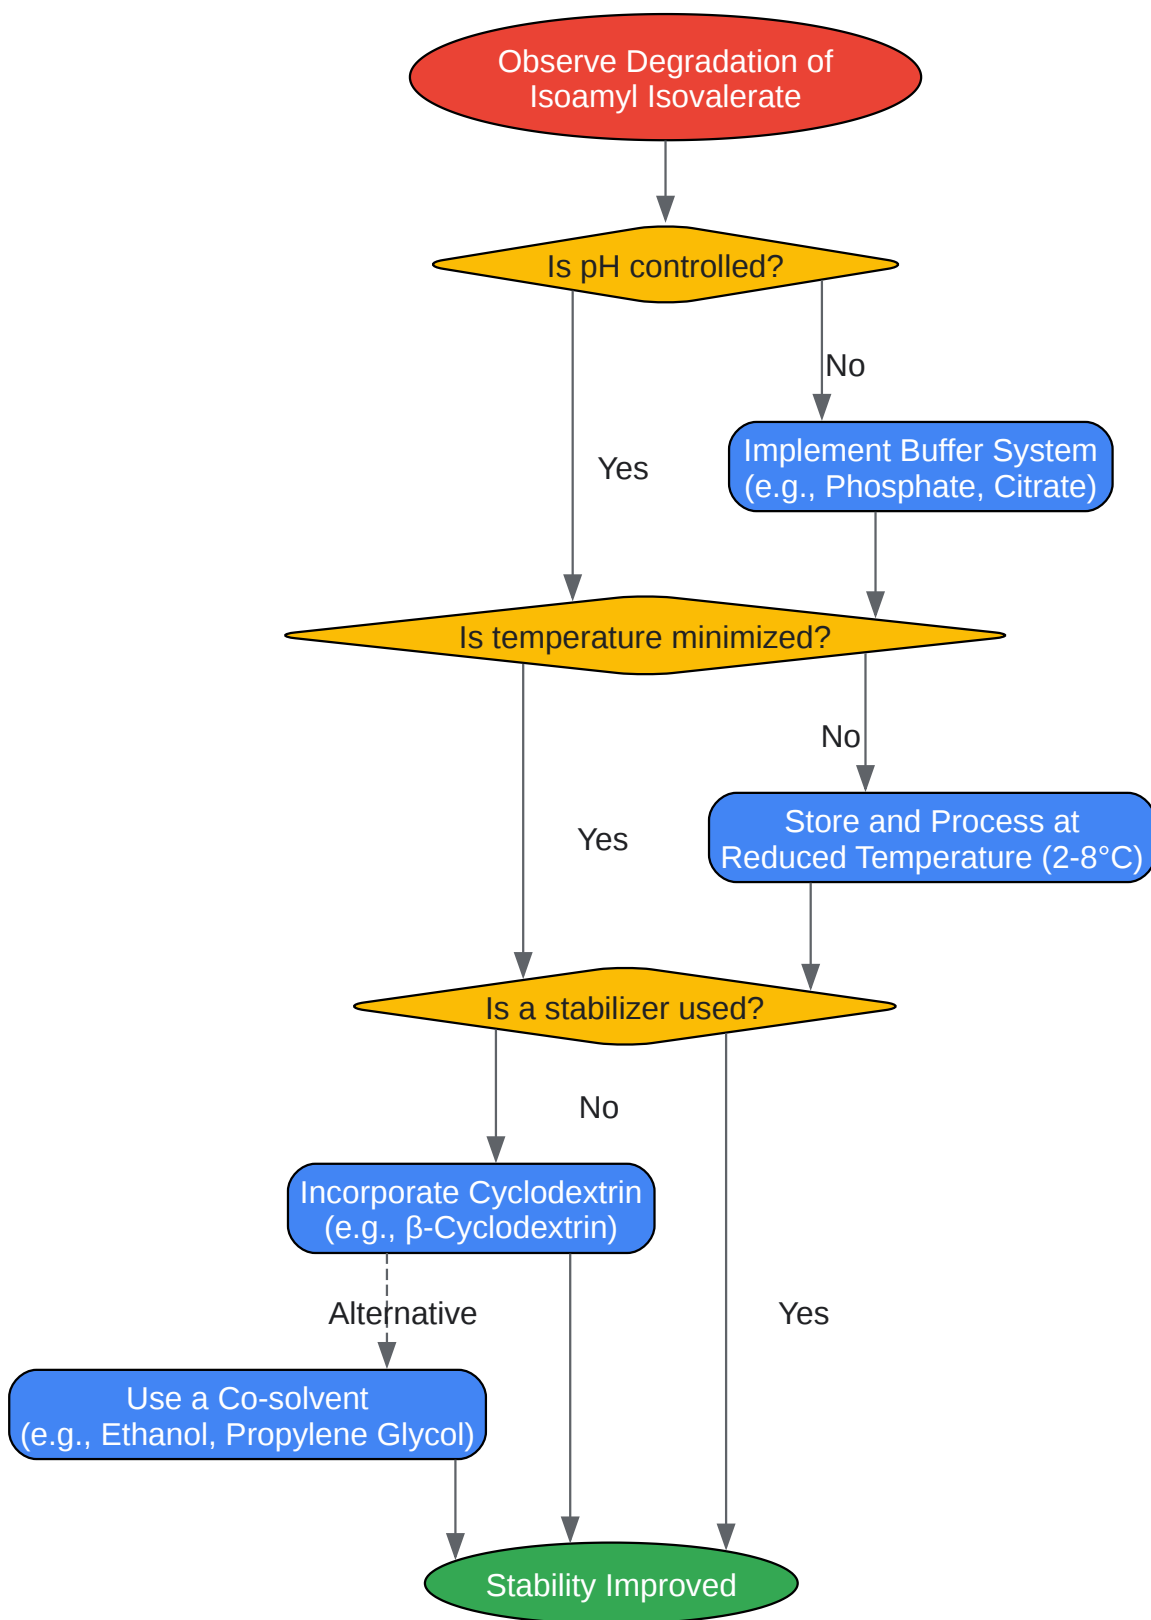 Observe Degradation of
Isoamyl Isovalerate
Is pH controlled?
No
Implement Buffer System
(e.g., Phosphate, Citrate)
Yes
Is temperature minimized?
No
Store and Process at
Reduced Temperature (2-8°C)
Yes
Is a stabilizer used?
No
Incorporate Cyclodextrin
(e.g., β-Cyclodextrin)
Alternative
Yes
Use a Co-solvent
(e.g., Ethanol, Propylene Glycol)
Stability Improved